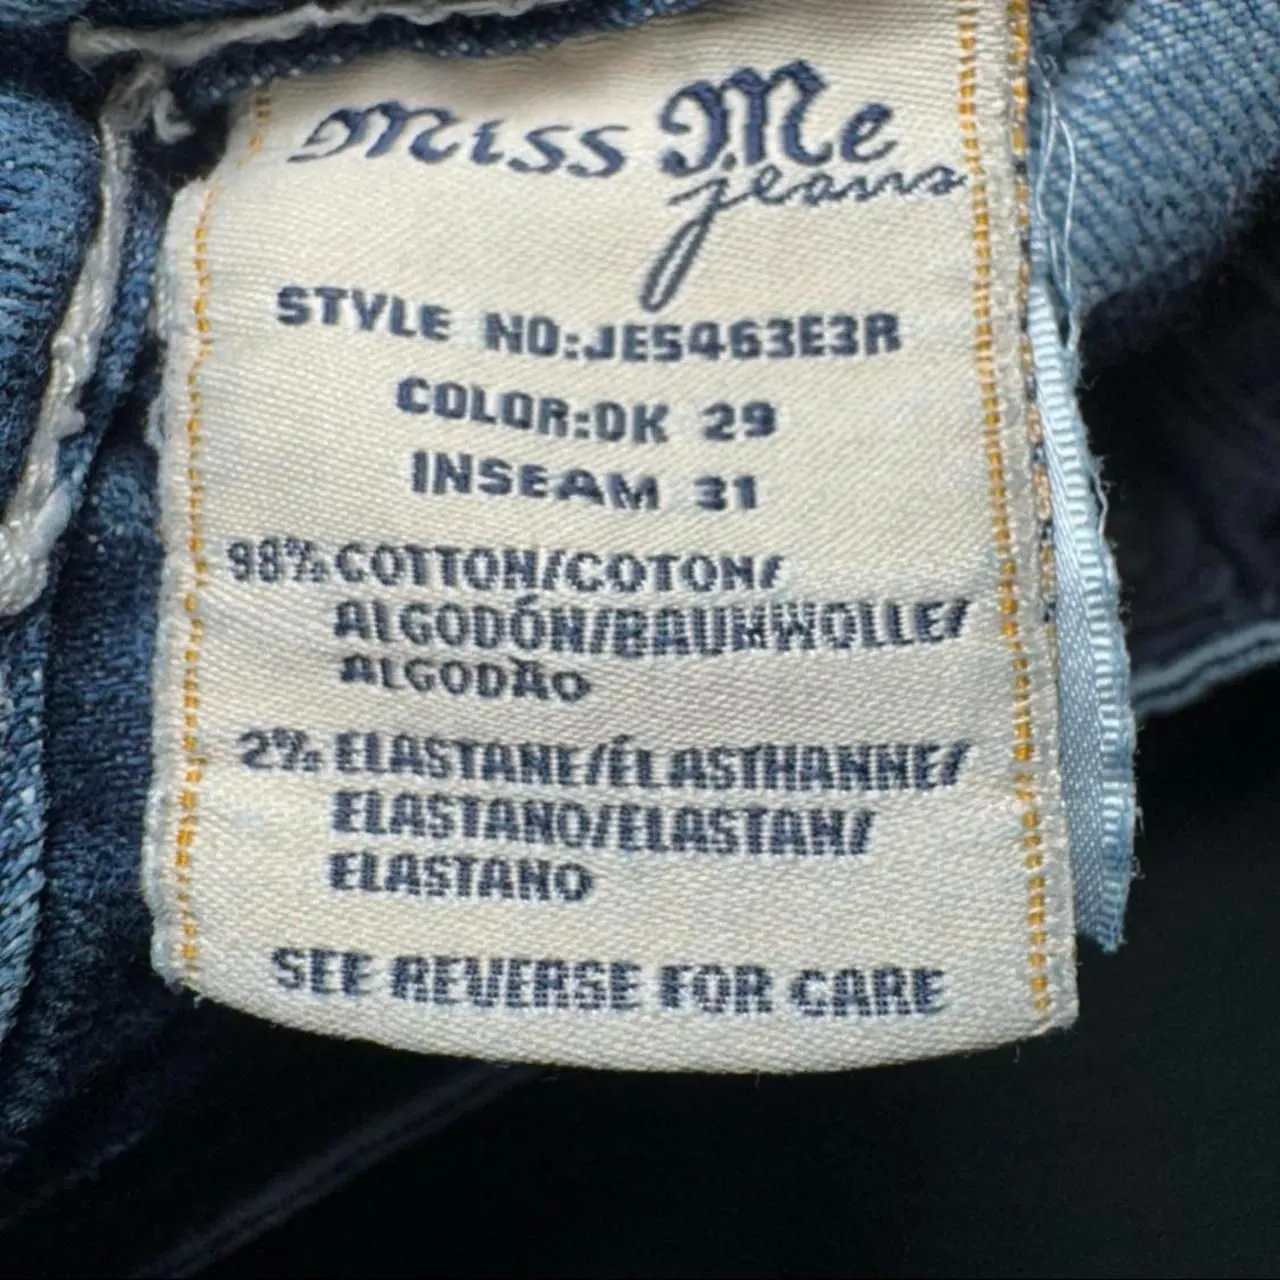 Miss Me
jeans
STYLE NO:JE5463E3R
COLOR:DK 29
INSEAM 31
98% COTTON/COTON/
ALGODÓN/BAUMWOLLE/
ALGODÃO
2% ELASTANE/ÉLASTHANNE/
ELASTANO/ELASTAN/
ELASTANO
SEE REVERSE FOR CARE